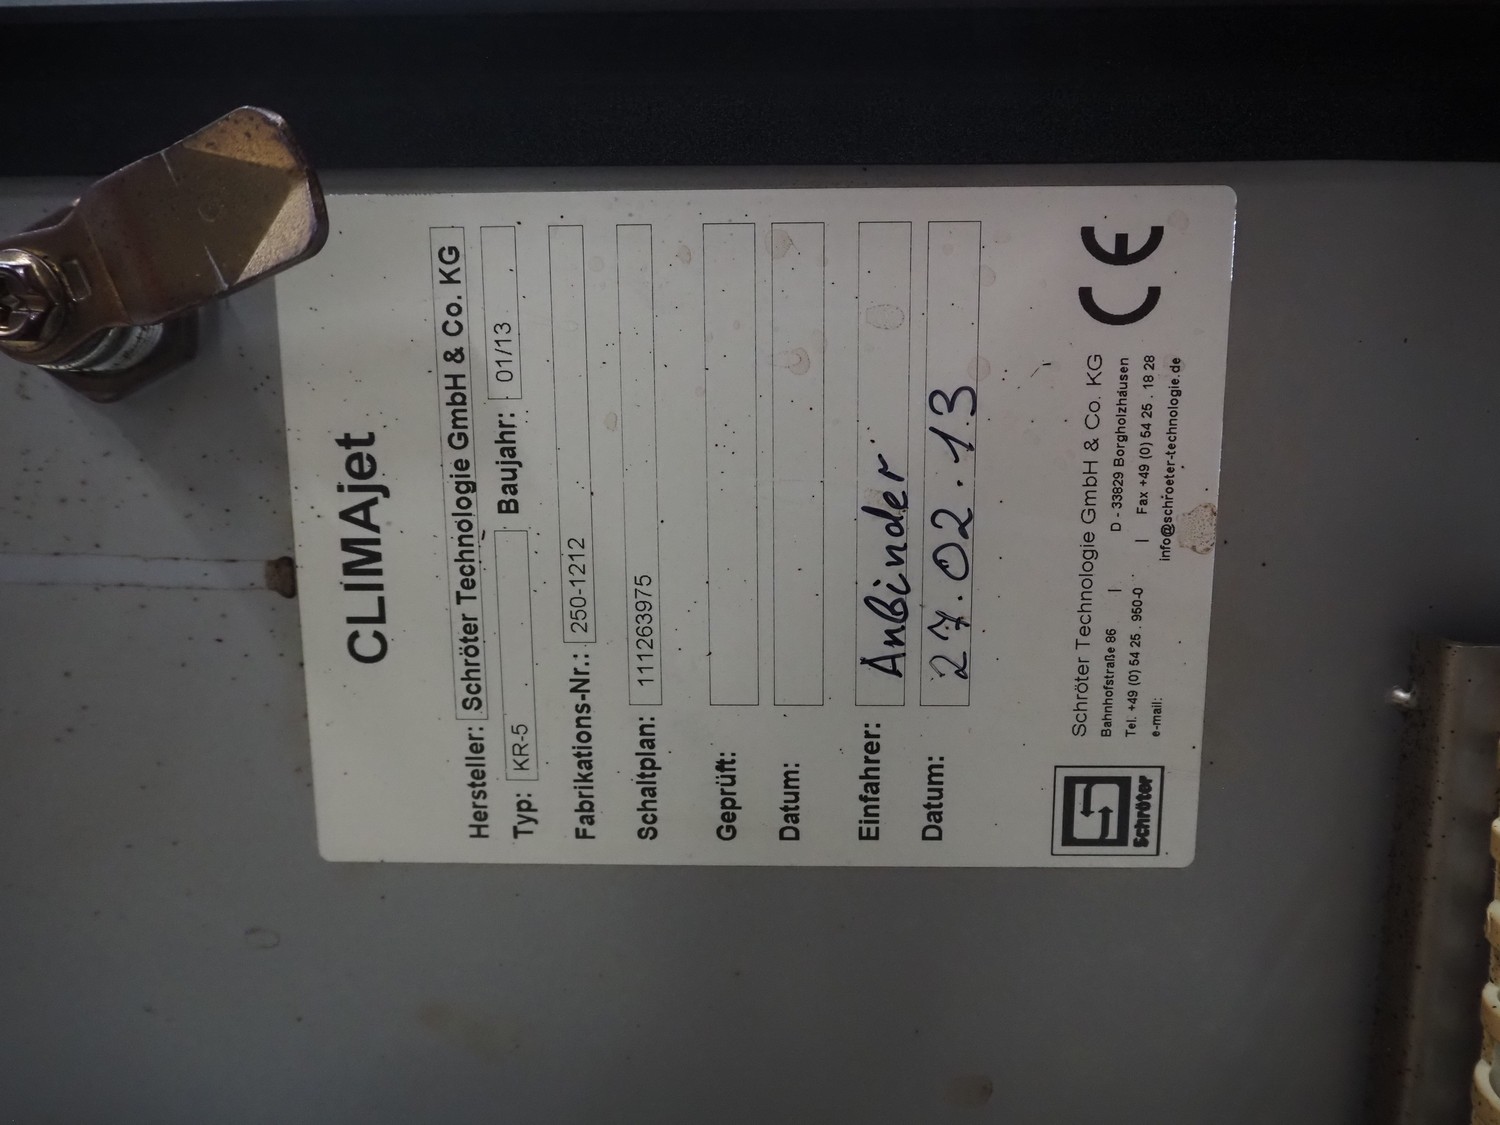 CLIMAjet
Hersteller: Schröter Technologie GmbH & Co. KG
Typ: KR-5 Baujahr: 01/13
Fabrikations-Nr.: 250-1212
Schaltplan: 111263975
Geprüft:
Datum:
Einfahrer: Anbinder
Datum: 27.02.13
Schröter
Schröter Technologie GmbH & Co. KG
Bahnhofstraße 86 | D - 33829 Borgholzhausen
Tel. +49 (0) 54 25 . 950-0 | Fax +49 (0) 54 25 . 18 28
e-mail: info@schroeter-technologie.de
CE